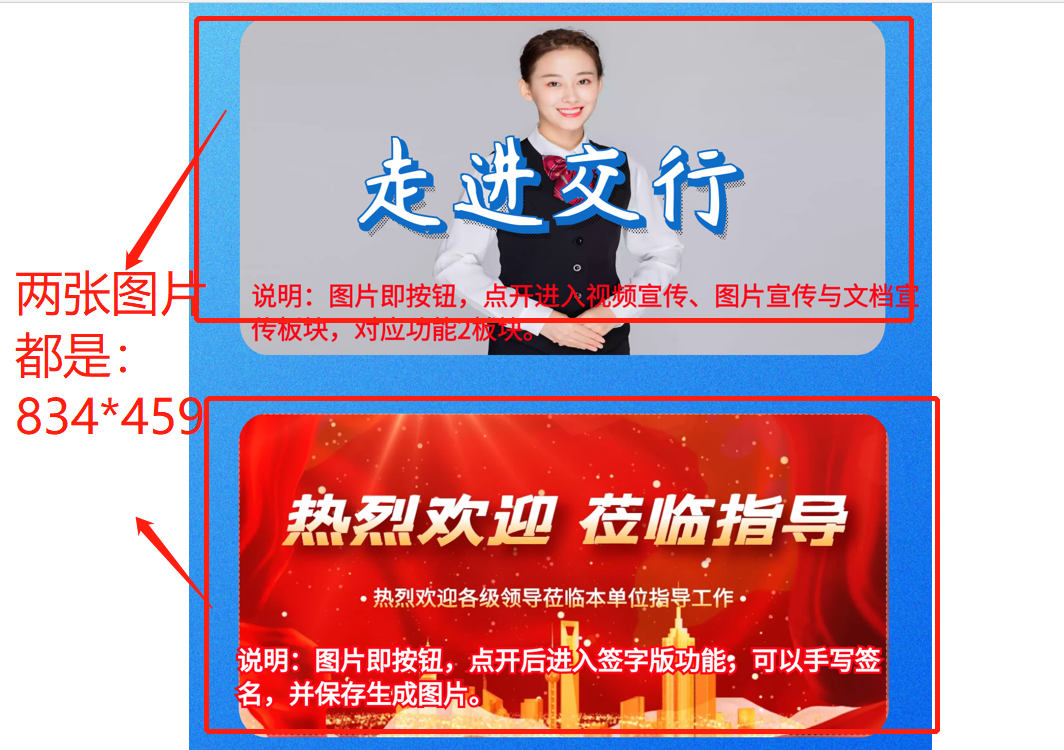 走进交行
说明：图片即按钮，点开进入视频宣传、图片宣传与文档宣
传板块，对应功能2板块。
两张图片
都是：
834*459
热烈欢迎 莅临指导
• 热烈欢迎各级领导莅临本单位指导工作 •
说明：图片即按钮，点开后进入签字版功能；可以手写签
名，并保存生成图片。